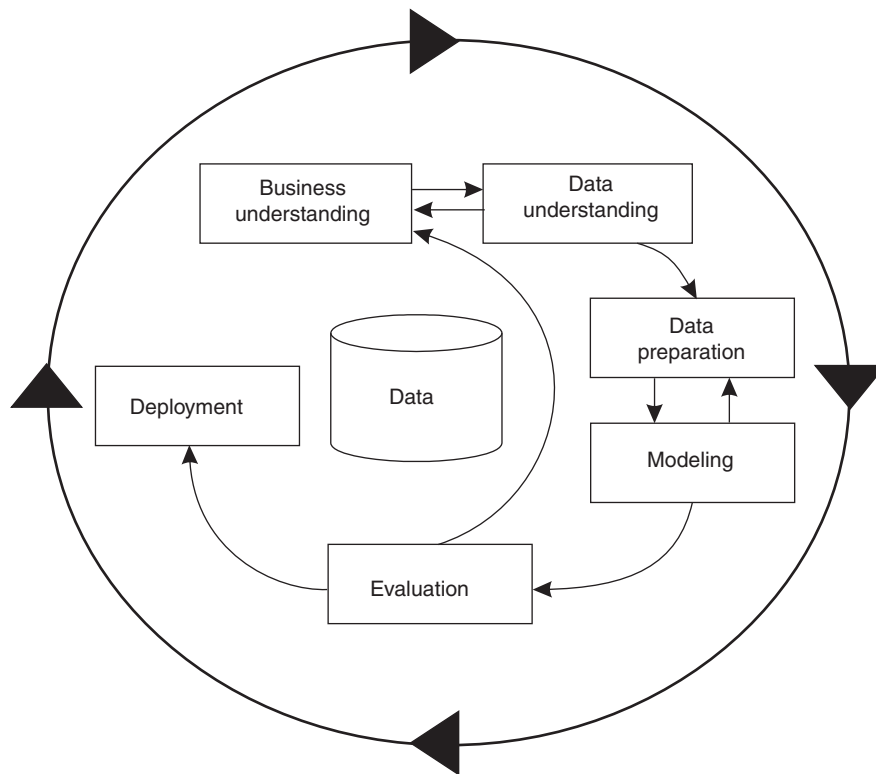 Business
understanding
Data
understanding
Data
preparation
Deployment
Data
Modeling
Evaluation